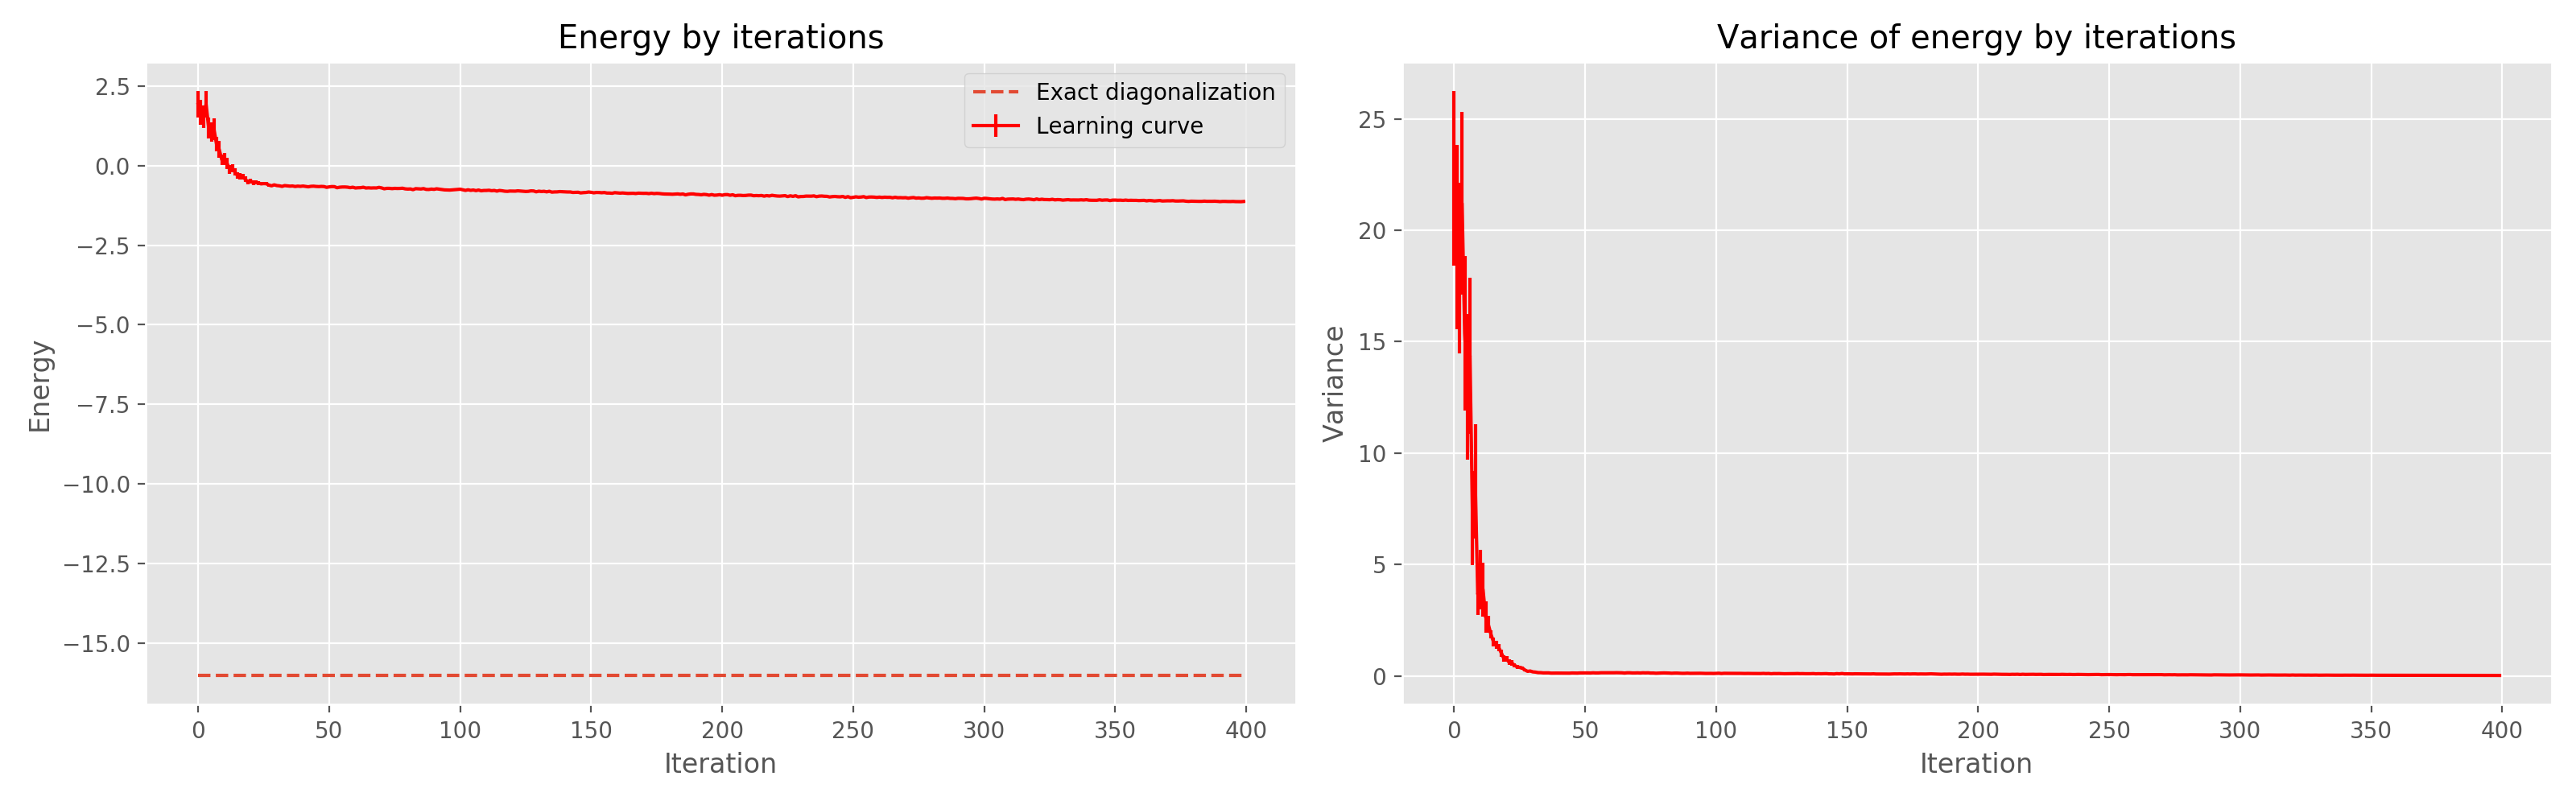 Energy by iterations
2.5
0.0
−2.5
−5.0
−7.5
−10.0
−12.5
−15.0
Energy
Exact diagonalization
Learning curve
0 50 100 150 200 250 300 350 400
Iteration
Variance of energy by iterations
25
20
15
10
5
0
Variance
0 50 100 150 200 250 300 350 400
Iteration